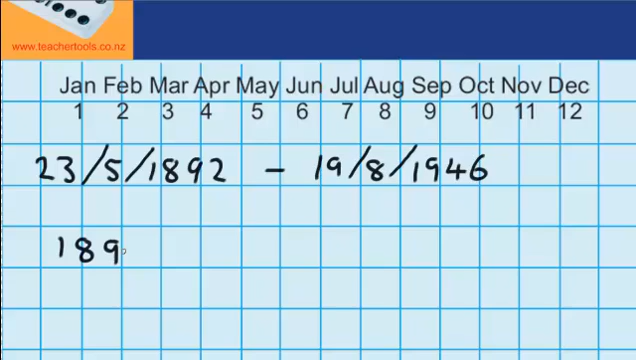 www.teachertools.co.nz
Jan Feb Mar Apr May Jun Jul Aug Sep Oct Nov Dec
1 2 3 4 5 6 7 8 9 10 11 12
23/5/1892 - 19/8/1946
189